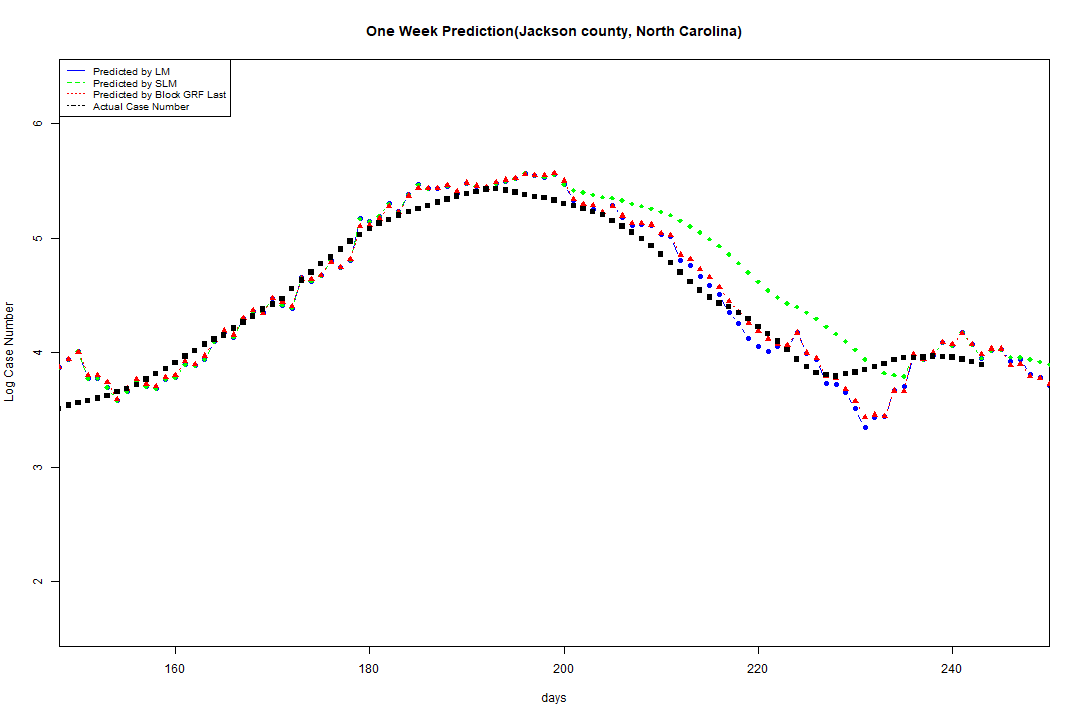 One Week Prediction(Jackson county, North Carolina)
Predicted by LM
Predicted by SLM
Predicted by Block GRF Last
Actual Case Number
6
5
4
3
2
Log Case Number
160
180
200
220
240
days